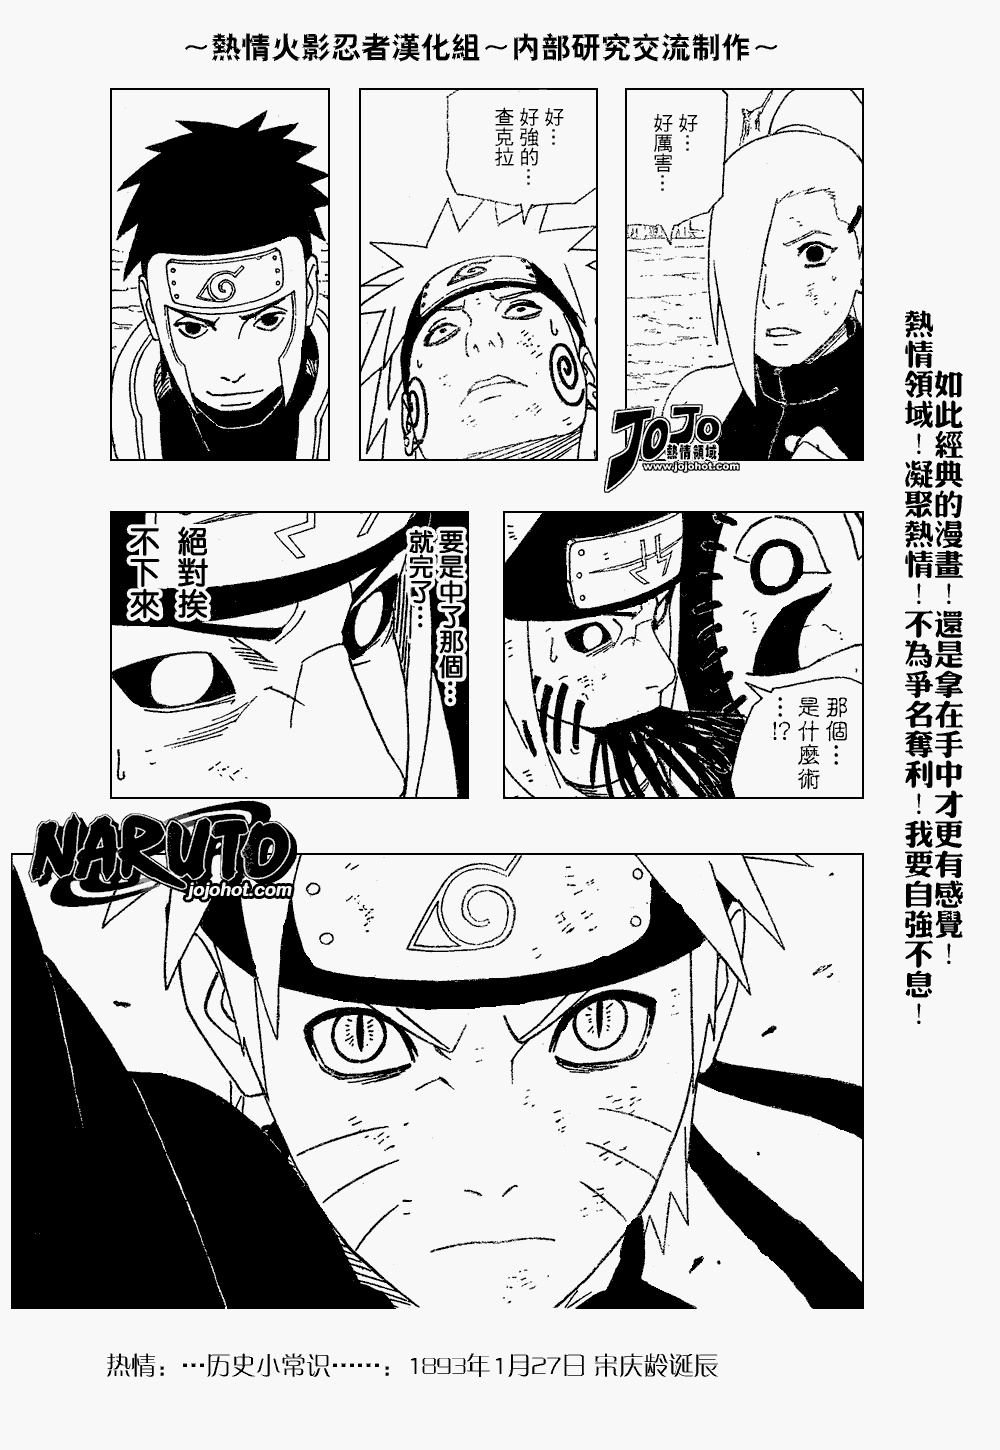 ～熱情火影忍者漢化組～内部研究交流制作～
好…
好厲害…
好…
好強的…
查克拉
JOJO
熱情領域
www.jojohot.com
那個…
是什麼術
…!?
要是中了那個…
就完了…
絕對挨
不下來
NARUTO
jojohot.com
如此經典的漫畫！還是拿在手中才更有感覺！
熱情領域！凝聚熱情！不為爭名奪利！我要自強不息！
热情：…历史小常识……：1893年1月27日 宋庆龄诞辰